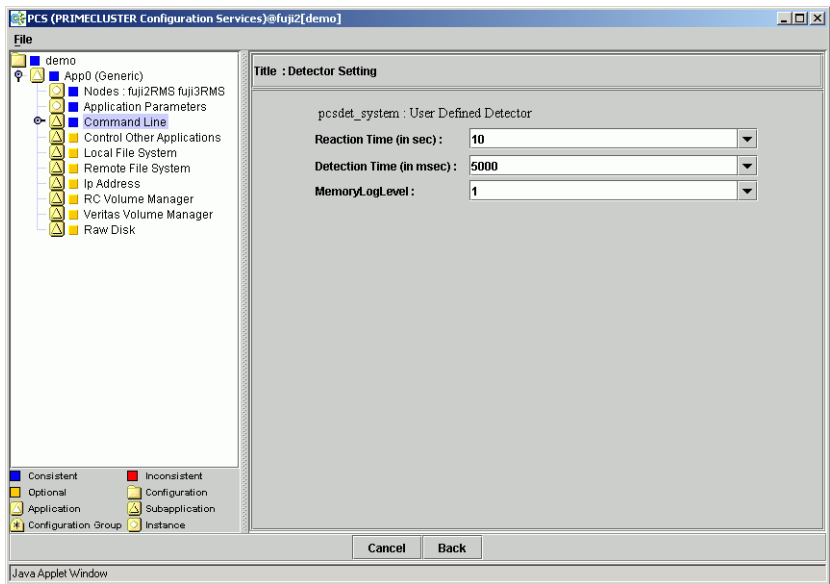 PCS (PRIMECLUSTER Configuration Services)@fuji2[demo]
File
demo
App0 (Generic)
Nodes : fuji2RMS fuji3RMS
Application Parameters
Command Line
Control Other Applications
Local File System
Remote File System
Ip Address
RC Volume Manager
Veritas Volume Manager
Raw Disk
Consistent Inconsistent
Optional Configuration
Application Subapplication
Configuration Group Instance
Title : Detector Setting
pcsdet_system : User Defined Detector
Reaction Time (in sec) : 10
Detection Time (in msec) : 5000
MemoryLogLevel : 1
Cancel Back
Java Applet Window